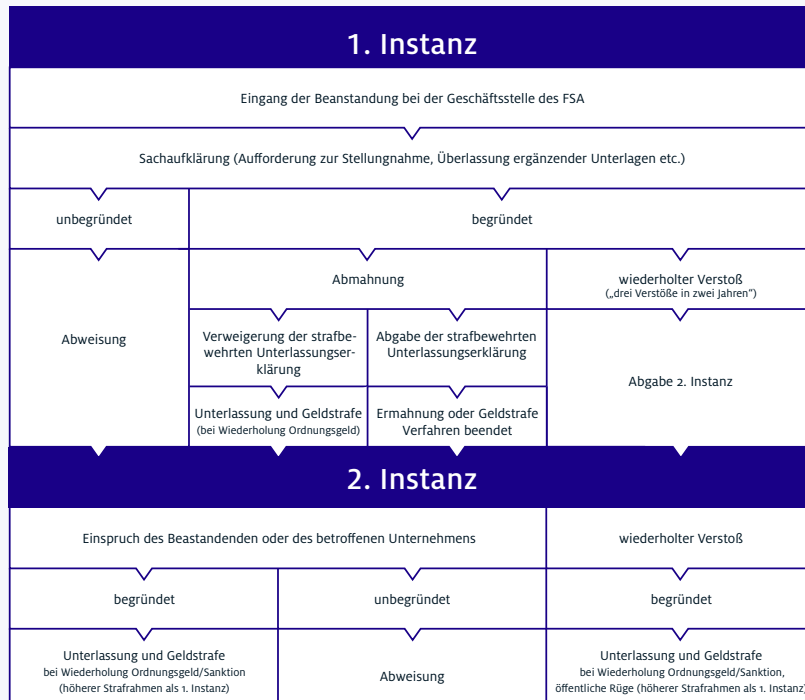 1. Instanz
Eingang der Beanstandung bei der Geschäftsstelle des FSA
Sachaufklärung (Aufforderung zur Stellungnahme, Überlassung ergänzender Unterlagen etc.)
unbegründet
begründet
Abweisung
Abmahnung
wiederholter Verstoß
(„drei Verstöße in zwei Jahren“)
Verweigerung der strafbe-
wehrten Unterlassungser-
klärung
Abgabe der strafbewehrten
Unterlassungserklärung
Abgabe 2. Instanz
Unterlassung und Geldstrafe
(bei Wiederholung Ordnungsgeld)
Ermahnung oder Geldstrafe
Verfahren beendet
2. Instanz
Einspruch des Beastandenden oder des betroffenen Unternehmens
wiederholter Verstoß
begründet
unbegründet
begründet
Unterlassung und Geldstrafe
bei Wiederholung Ordnungsgeld/Sanktion
(höherer Strafrahmen als 1. Instanz)
Abweisung
Unterlassung und Geldstrafe
bei Wiederholung Ordnungsgeld/Sanktion,
öffentliche Rüge (höherer Strafrahmen als 1. Instanz)